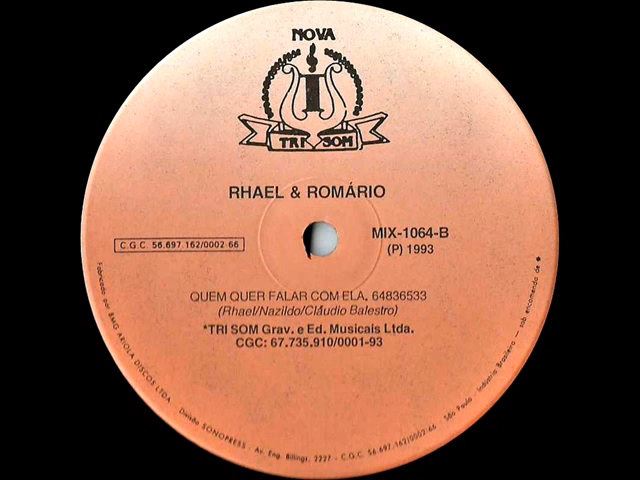 NOVA
T
TRI SOM
RHAEL & ROMÁRIO
MIX-1064-B
C.G.C. 56.697.162/0002-66
(P) 1993
QUEM QUER FALAR COM ELA. 64836533
(Rhael/Nazildo/Cláudio Balestro)
*TRI SOM Grav. e Ed. Musicais Ltda.
CGC: 67.735.910/0001-93
Fabricado por BMG ARIOLA DISCOS LTDA. Divisão SONOPRESS - Av. Eng. Billings, 2227 - C.G.C. 56.697.162/0002-66 São Paulo - Indústria Brasileira — sob encomenda de *